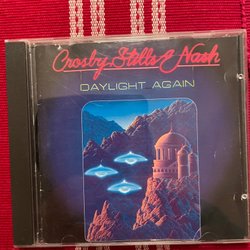 Crosby, Stills & Nash
DAYLIGHT AGAIN